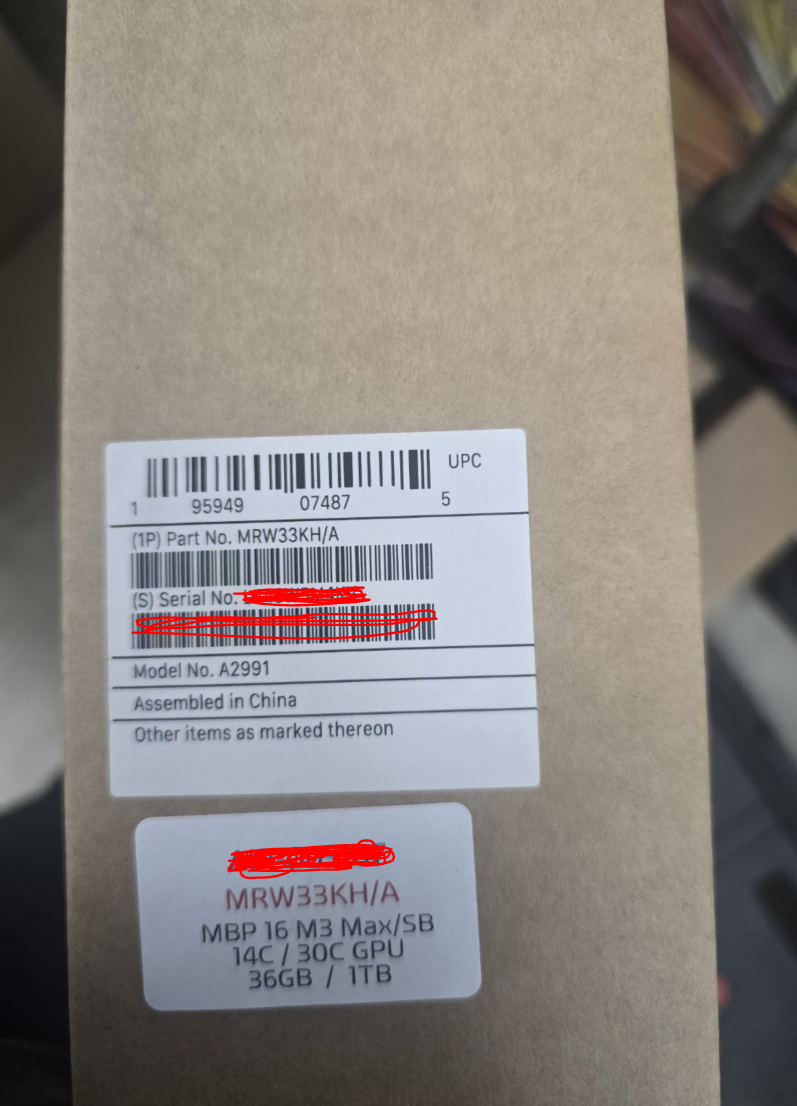 UPC
1 95949 07487 5
(1P) Part No. MRW33KH/A
(S) Serial No.
Model No. A2991
Assembled in China
Other items as marked thereon
MRW33KH/A
MBP 16 M3 Max/SB
14C / 30C GPU
36GB / 1TB